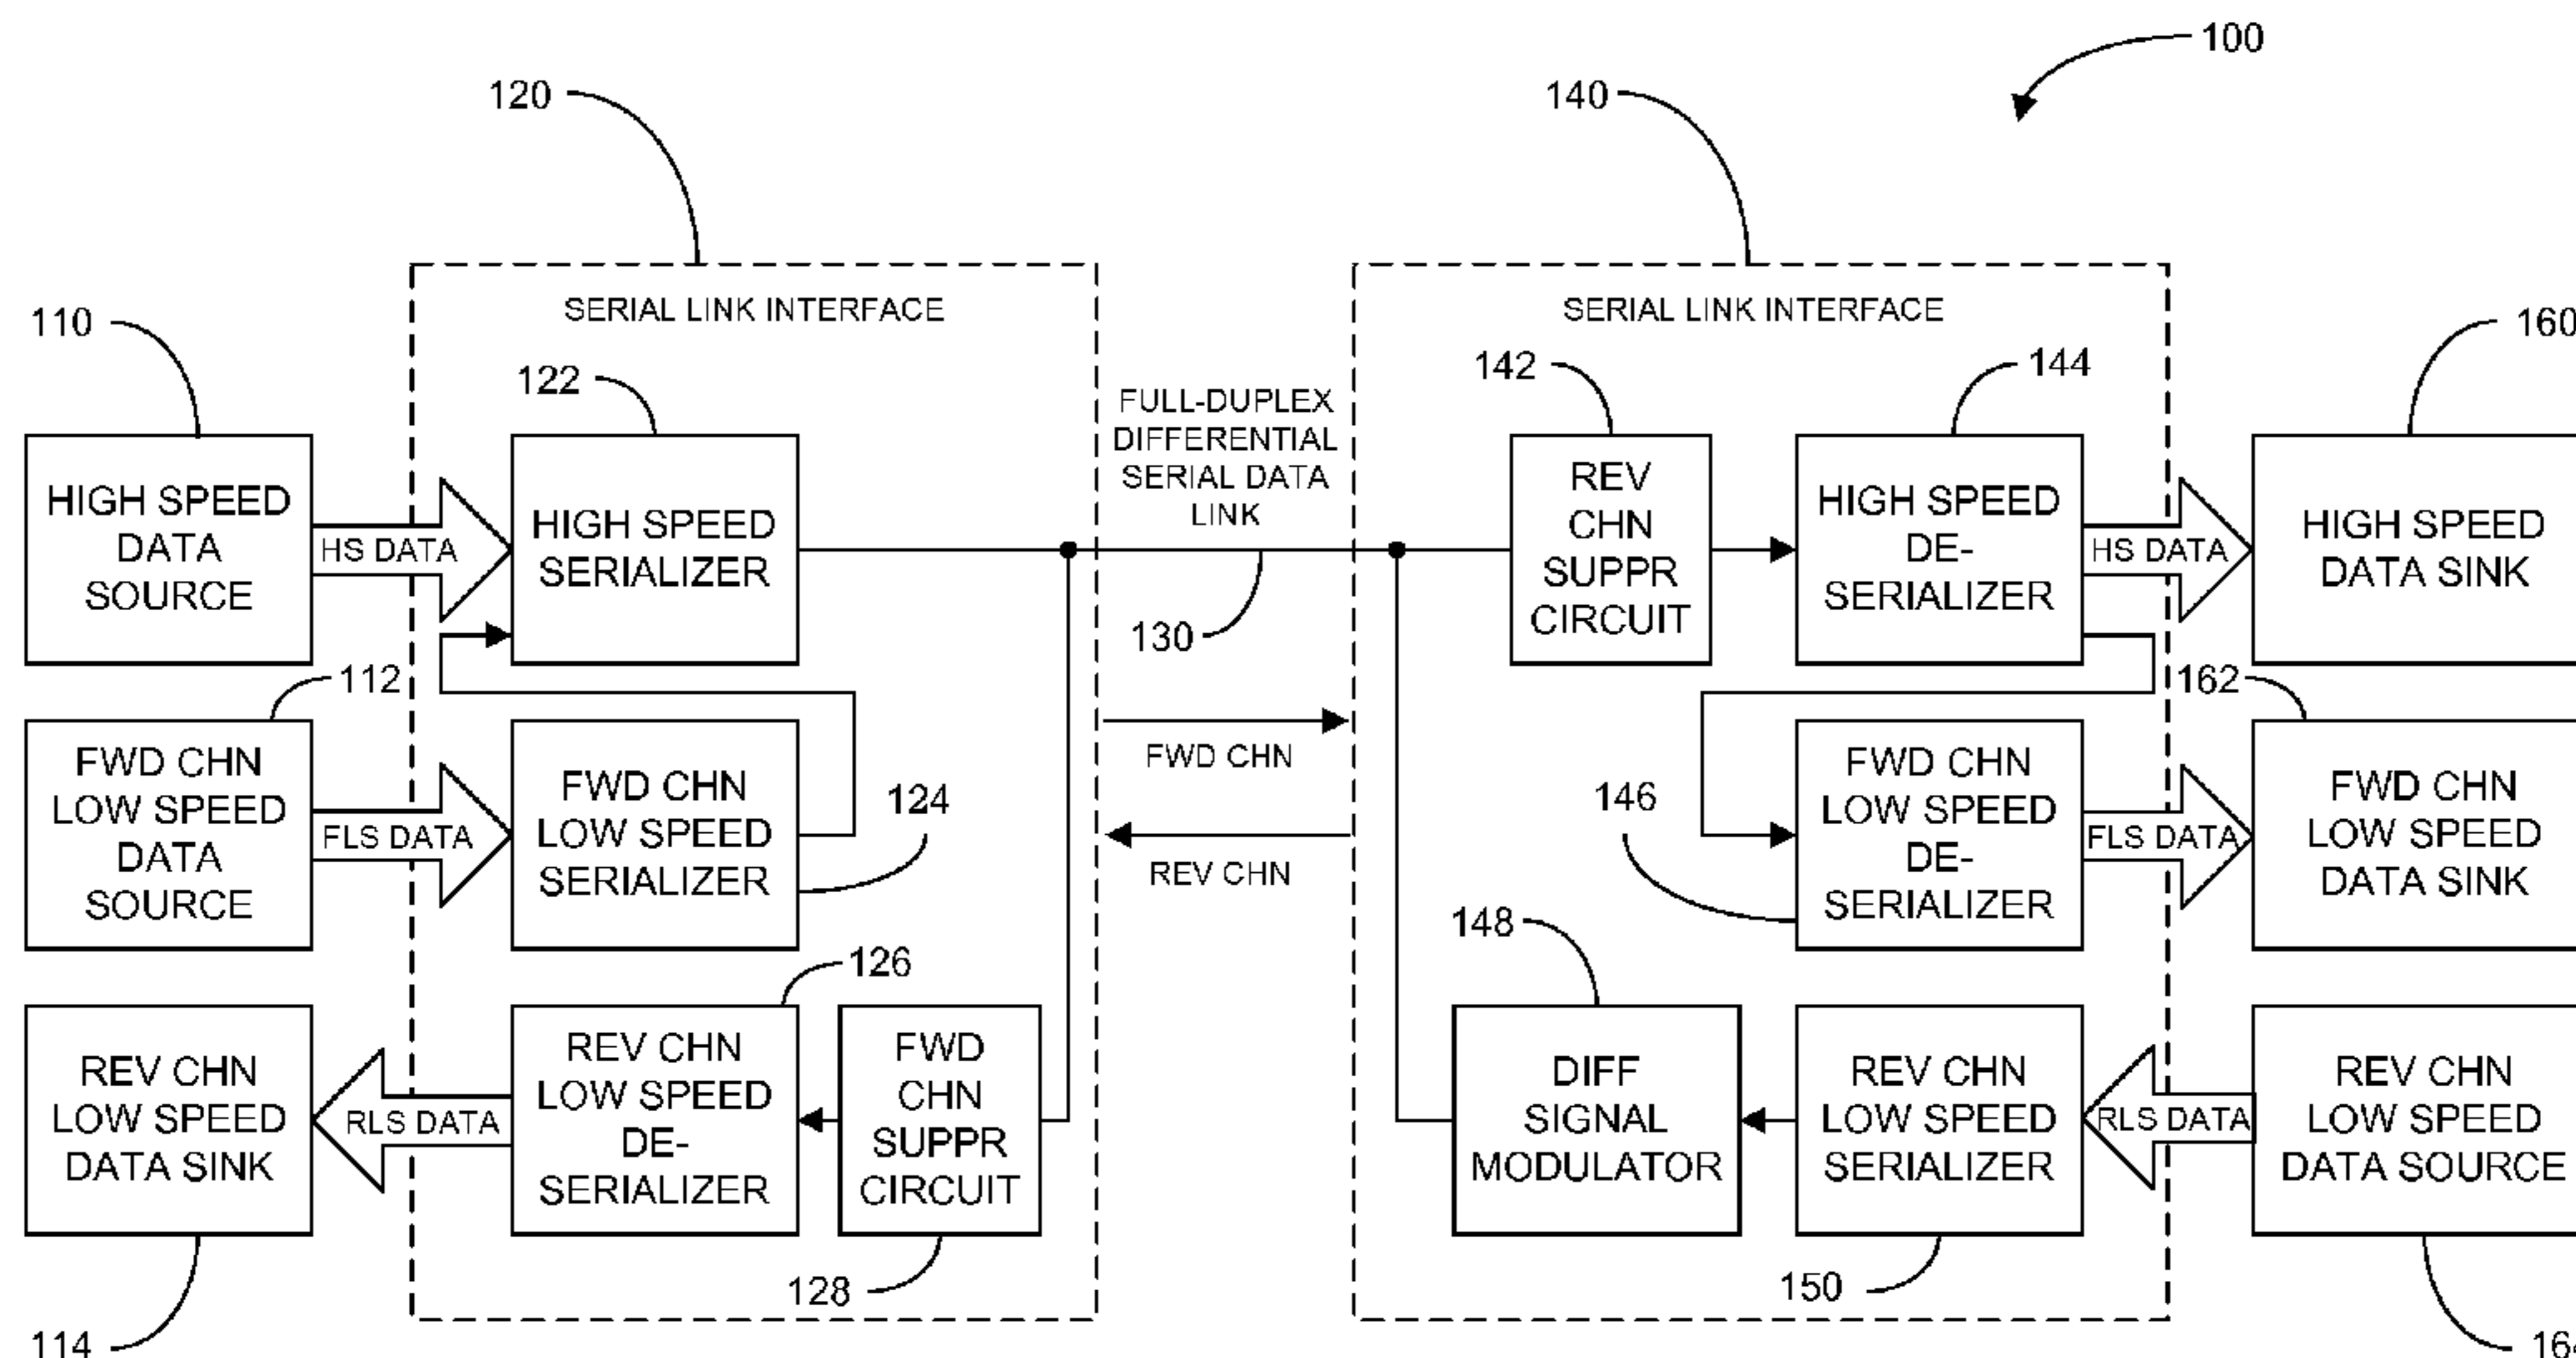 100
120
140
SERIAL LINK INTERFACE
SERIAL LINK INTERFACE
110
160
122
142
144
FULL-DUPLEX
DIFFERENTIAL
SERIAL DATA
LINK
HIGH SPEED
DATA
SOURCE
HS DATA
HIGH SPEED
SERIALIZER
130
REV
CHN
SUPPR
CIRCUIT
HIGH SPEED
DE-
SERIALIZER
HS DATA
HIGH SPEED
DATA SINK
112
162
FWD CHN
LOW SPEED
DATA
SOURCE
FLS DATA
FWD CHN
LOW SPEED
SERIALIZER
124
FWD CHN
REV CHN
146
FWD CHN
LOW SPEED
DE-
SERIALIZER
FLS DATA
FWD CHN
LOW SPEED
DATA SINK
126
148
REV CHN
LOW SPEED
DATA SINK
RLS DATA
REV CHN
LOW SPEED
DE-
SERIALIZER
FWD
CHN
SUPPR
CIRCUIT
DIFF
SIGNAL
MODULATOR
REV CHN
LOW SPEED
SERIALIZER
RLS DATA
REV CHN
LOW SPEED
DATA SOURCE
128
150
114